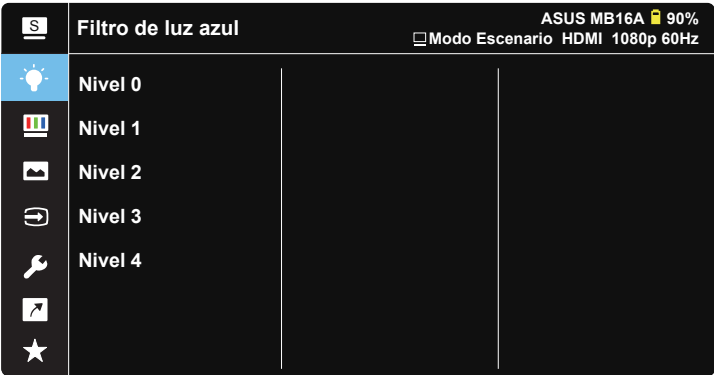 S
Filtro de luz azul
ASUS MB16A 90%
Modo Escenario HDMI 1080p 60Hz
Nivel 0
Nivel 1
Nivel 2
Nivel 3
Nivel 4